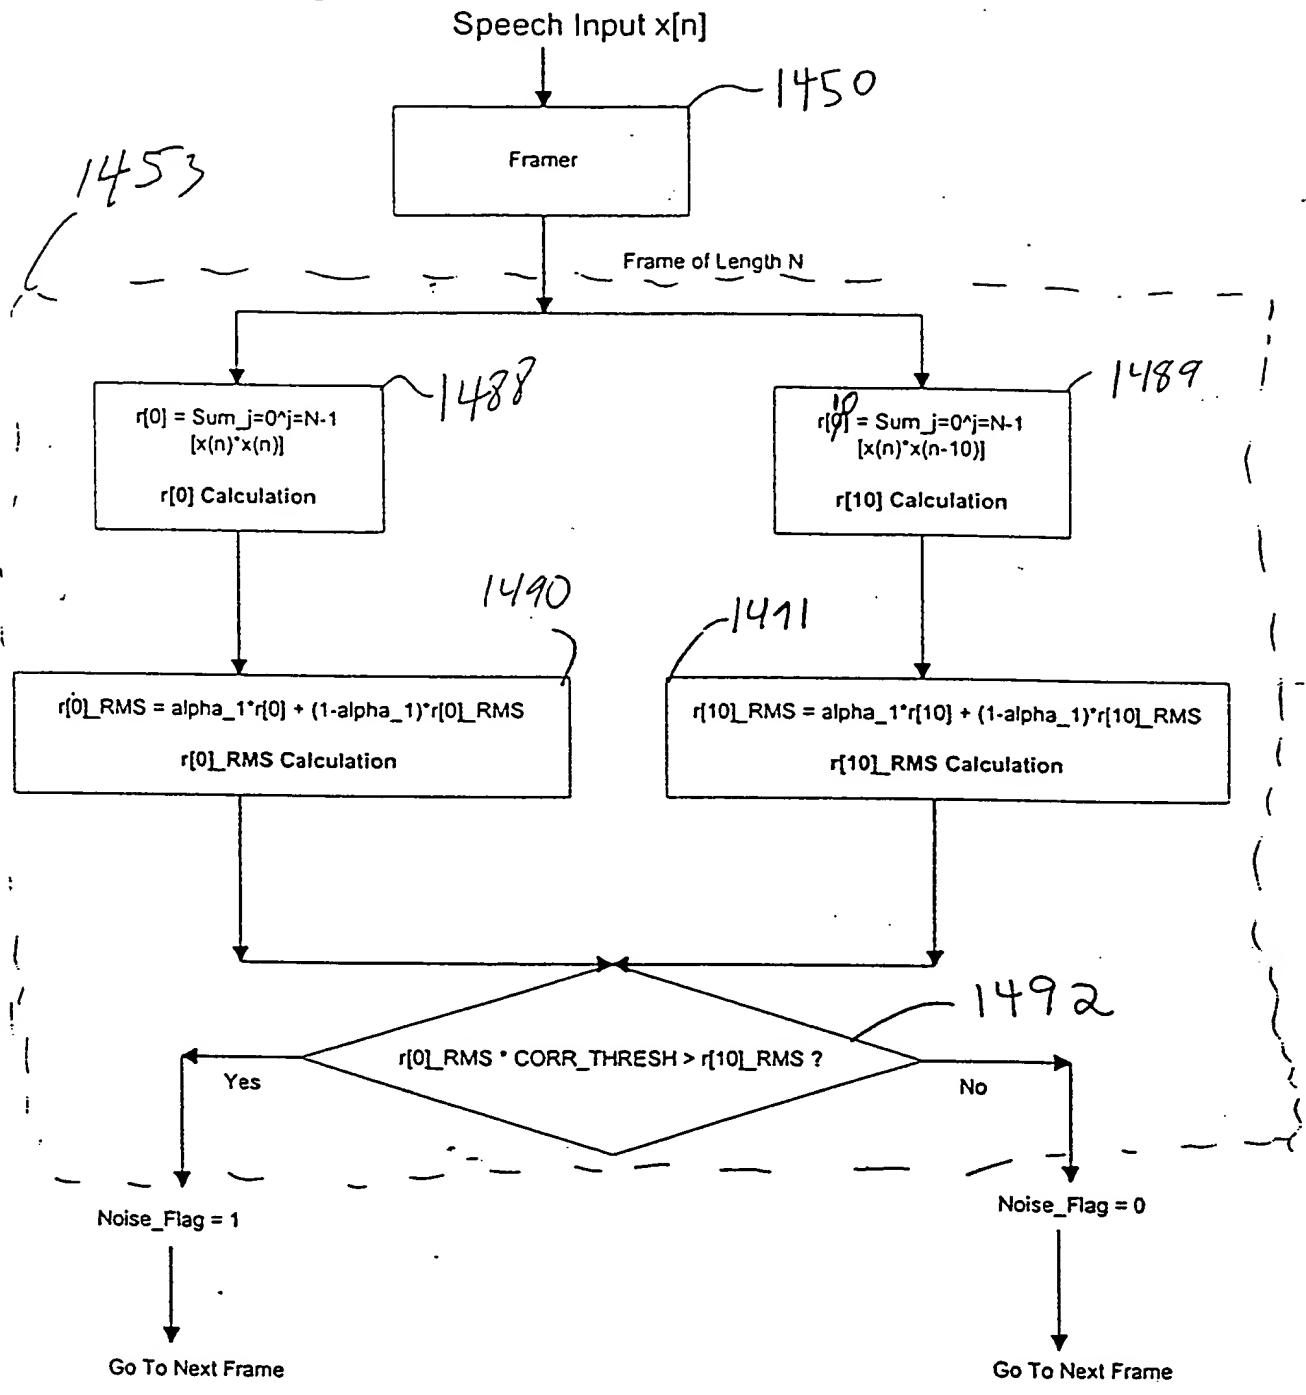 Speech Input x[n]
1450
Framer
1453
Frame of Length N
1488
1489
r[0] = Sum_j=0^j=N-1
[x(n)*x(n)]
r[0] Calculation
r[10] = Sum_j=0^j=N-1
[x(n)*x(n-10)]
r[10] Calculation
1490
1491
r[0]_RMS = alpha_1*r[0] + (1-alpha_1)*r[0]_RMS
r[0]_RMS Calculation
r[10]_RMS = alpha_1*r[10] + (1-alpha_1)*r[10]_RMS
r[10]_RMS Calculation
1492
r[0]_RMS * CORR_THRESH > r[10]_RMS ?
Yes
No
Noise_Flag = 1
Noise_Flag = 0
Go To Next Frame
Go To Next Frame